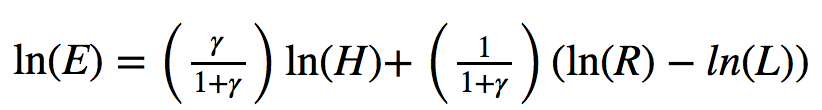 ln(E) = (γ/(1+γ)) ln(H)+ (1/(1+γ)) (ln(R) − ln(L))